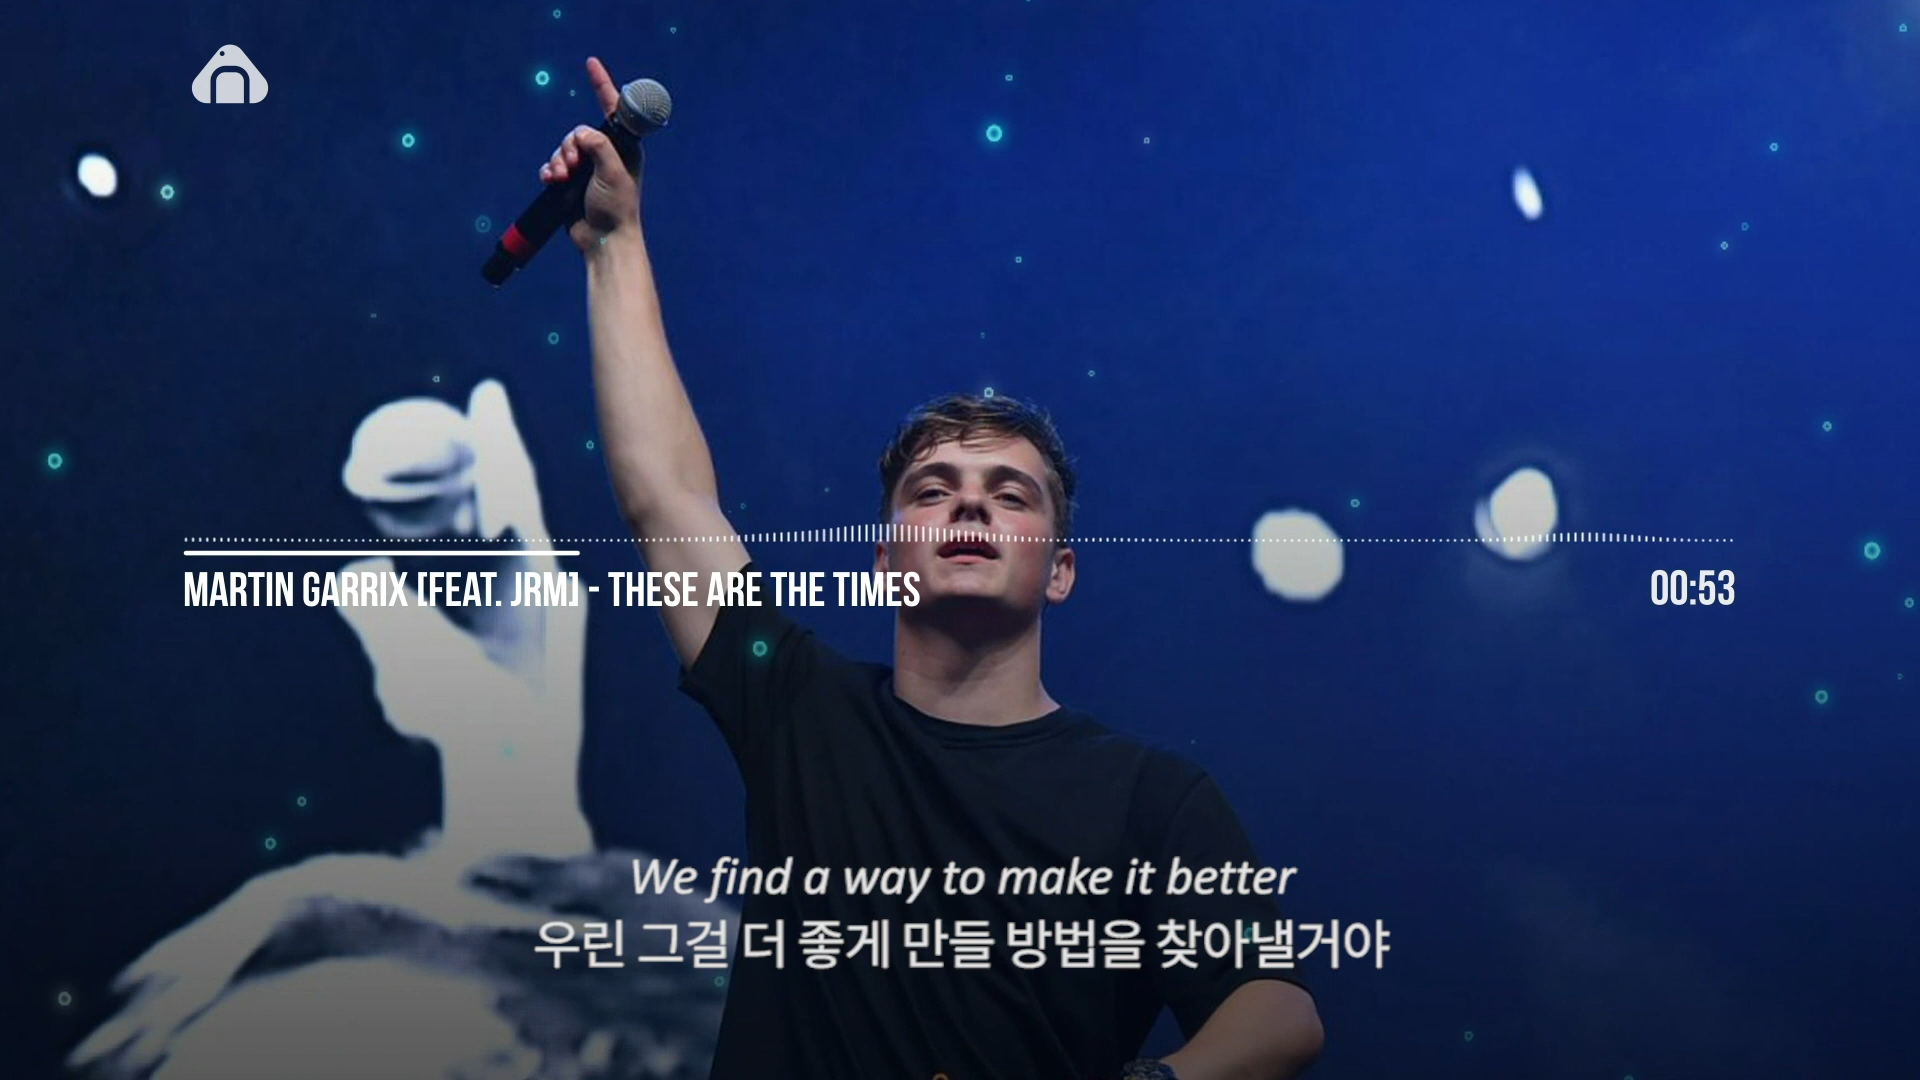 MARTIN GARRIX [FEAT. JRM] - THESE ARE THE TIMES
00:53
We find a way to make it better
우린 그걸 더 좋게 만들 방법을 찾아낼거야